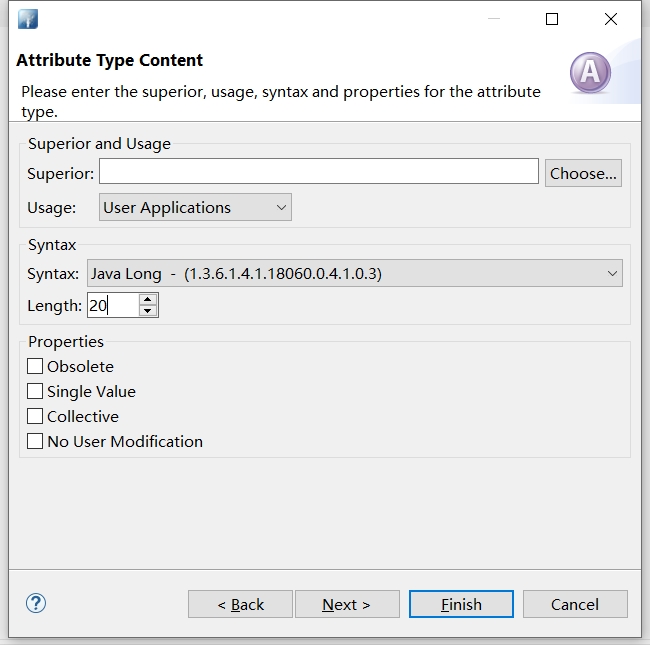 Attribute Type Content
Please enter the superior, usage, syntax and properties for the attribute
type.
A
Superior and Usage
Superior:
Choose...
Usage:
User Applications
Syntax
Syntax:
Java Long - (1.3.6.1.4.1.18060.0.4.1.0.3)
Length:
20
Properties
Obsolete
Single Value
Collective
No User Modification
?
< Back
Next >
Finish
Cancel